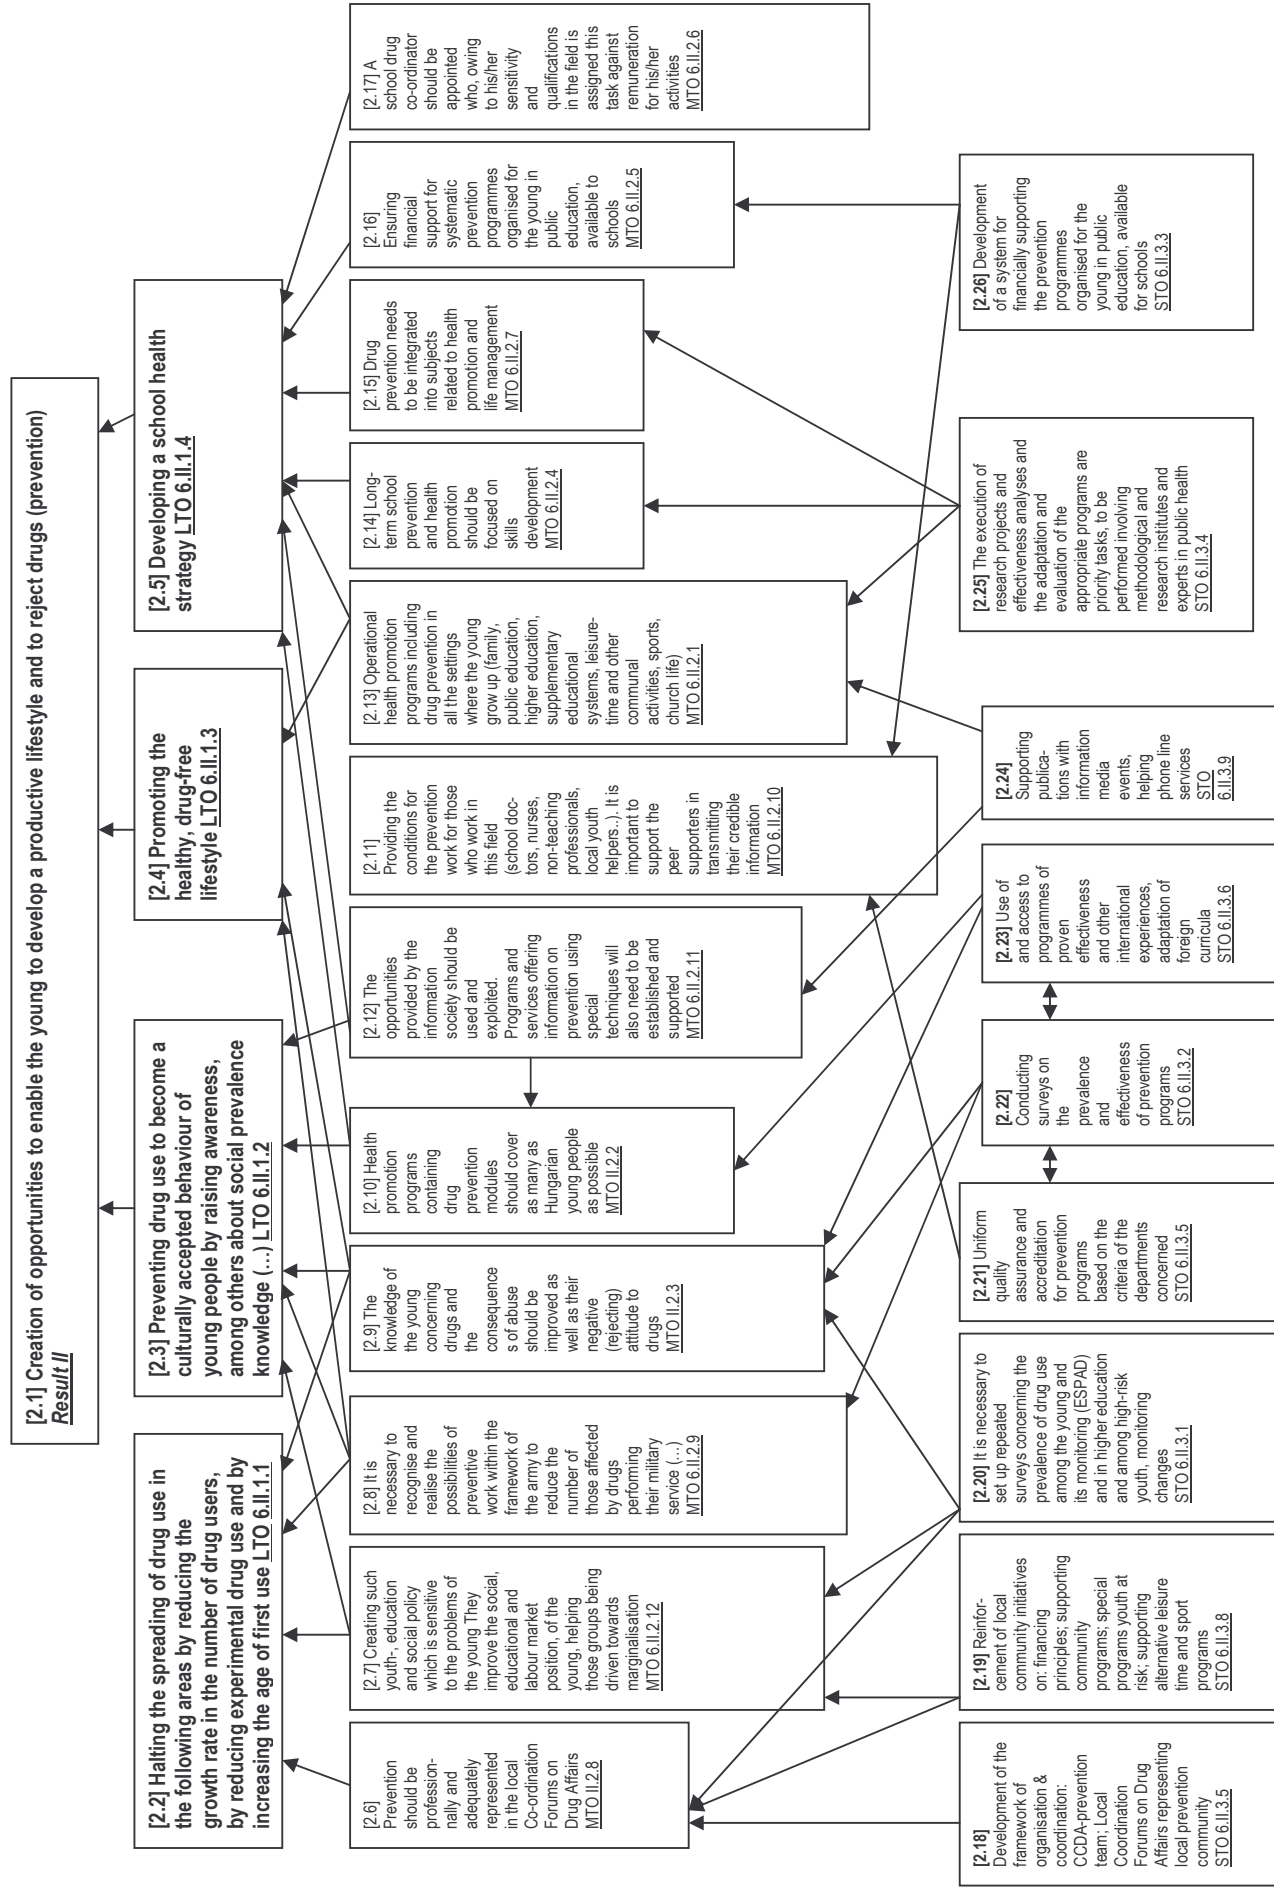 [2.1] Creation of opportunities to enable the young to develop a productive lifestyle and to reject drugs (prevention)
Result II
[2.2] Halting the spreading of drug use in
the following areas by reducing the
growth rate in the number of drug users,
by reducing experimental drug use and by
increasing the age of first use LTO 6.II.1.1
[2.3] Preventing drug use to become a
culturally accepted behaviour of
young people by raising awareness,
among others about social prevalence
knowledge (…) LTO 6.II.1.2
[2.4] Promoting the
healthy, drug-free
lifestyle LTO 6.II.1.3
[2.5] Developing a school health
strategy LTO 6.II.1.4
[2.6]
Prevention
should be
profession-
nally and
adequately
represented
in the local
Co-ordination
Forums on
Drug Affairs
MTO.II.2.8
[2.7] Creating such
youth-, education
and social policy
which is sensitive
to the problems of
the young They
improve the social,
educational and
labour market
position, of the
young, helping
those groups being
driven towards
marginalisation
MTO 6.II.2.12
[2.8] It is
necessary to
recognise and
realise the
possibilities of
preventive
work within the
framework of
the army to
reduce the
number of
those affected
by drugs
performing
their military
service (…)
MTO 6.II.2.9
[2.9] The
knowledge of
the young
concerning
drugs and
the
consequence
s of abuse
should be
improved as
well as their
negative
(rejecting)
attitude to
drugs
MTO II.2.3
[2.10] Health
promotion
programs
containing
drug
prevention
modules
should cover
as many as
Hungarian
young people
as possible
MTO II.2.2
[2.12] The
opportunities
provided by the
information
society should be
used and
exploited.
Programs and
services offering
information on
prevention using
special
techniques will
also need to be
established and
supported
MTO 6.II.2.11
[2.11]
Providing the
conditions for
the prevention
work for those
who work in
this field
(school doc-
tors, nurses,
non-teaching
professionals,
local youth
helpers..). It is
important to
support the
peer
supporters in
transmitting
their credible
information
MTO 6.II.2.10
[2.13] Operational
health promotion
programs including
drug prevention in
all the settings
where the young
grow up (family,
public education,
higher education,
supplementary
educational
systems, leisure-
time and other
communal
activities, sports,
church life)
MTO 6.II.2.1
[2.14] Long-
term school
prevention
and health
promotion
should be
focused on
skills
development
MTO 6.II.2.4
[2.15] Drug
prevention needs
to be integrated
into subjects
related to health
promotion and
life management
MTO 6.II.2.7
[2.16]
Ensuring
financial
support for
systematic
prevention
programmes
organised for
the young in
public
education,
available to
schools
MTO 6.II.2.5
[2.17] A
school drug
co-ordinator
should be
appointed
who, owing
to his/her
sensitivity
and
qualifications
in the field is
assigned this
task against
remuneration
for his/her
activities
MTO 6.II.2.6
[2.18]
Development of the
framework of
organisation &
coordination:
CCDA-prevention
team; Local
Coordination
Forums on Drug
Affairs representing
local prevention
community
STO 6.II.3.5
[2.19] Reinfor-
cement of local
community initiatives
on: financing
principles; supporting
community
programs; special
programs youth at
risk; supporting
alternative leisure
time and sport
programs
STO 6.II.3.8
[2.20] It is necessary to
set up repeated
surveys concerning the
prevalence of drug use
among the young and
its monitoring (ESPAD)
and in higher education
and among high-risk
youth, monitoring
changes
STO 6.II.3.1
[2.21] Uniform
quality
assurance and
accreditation
for prevention
programs
based on the
criteria of the
departments
concerned
STO 6.II.3.5
[2.22]
Conducting
surveys on
the
prevalence
and
effectiveness
of prevention
programs
STO 6.II.3.2
[2.23] Use of
and access to
programmes of
proven
effectiveness
and other
international
experiences,
adaptation of
foreign
curricula
STO 6.II.3.6
[2.24]
Supporting
publica-
tions with
information
media
events,
helping
phone line
services
STO
6.II.3.9
[2.25] The execution of
research projects and
effectiveness analyses and
the adaptation and
evaluation of the
appropriate programs are
priority tasks, to be
performed involving
methodological and
research institutes and
experts in public health
STO 6.II.3.4
[2.26] Development
of a system for
financially supporting
the prevention
programmes
organised for the
young in public
education, available
for schools
STO 6.II.3.3